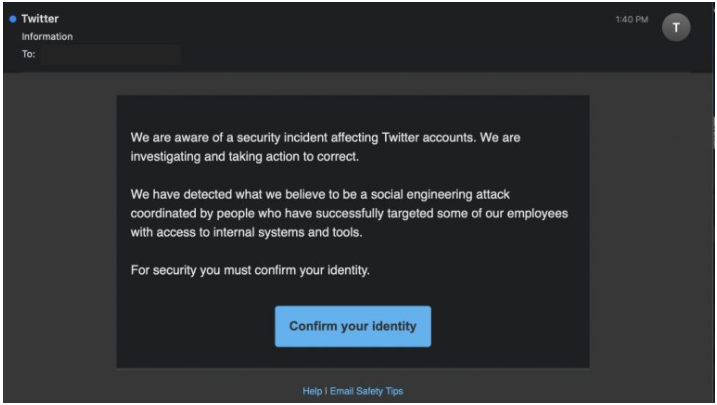 Twitter
1:40 PM
T
Information
To:
We are aware of a security incident affecting Twitter accounts. We are
investigating and taking action to correct.
We have detected what we believe to be a social engineering attack
coordinated by people who have successfully targeted some of our employees
with access to internal systems and tools.
For security you must confirm your identity.
Confirm your identity
Help | Email Safety Tips